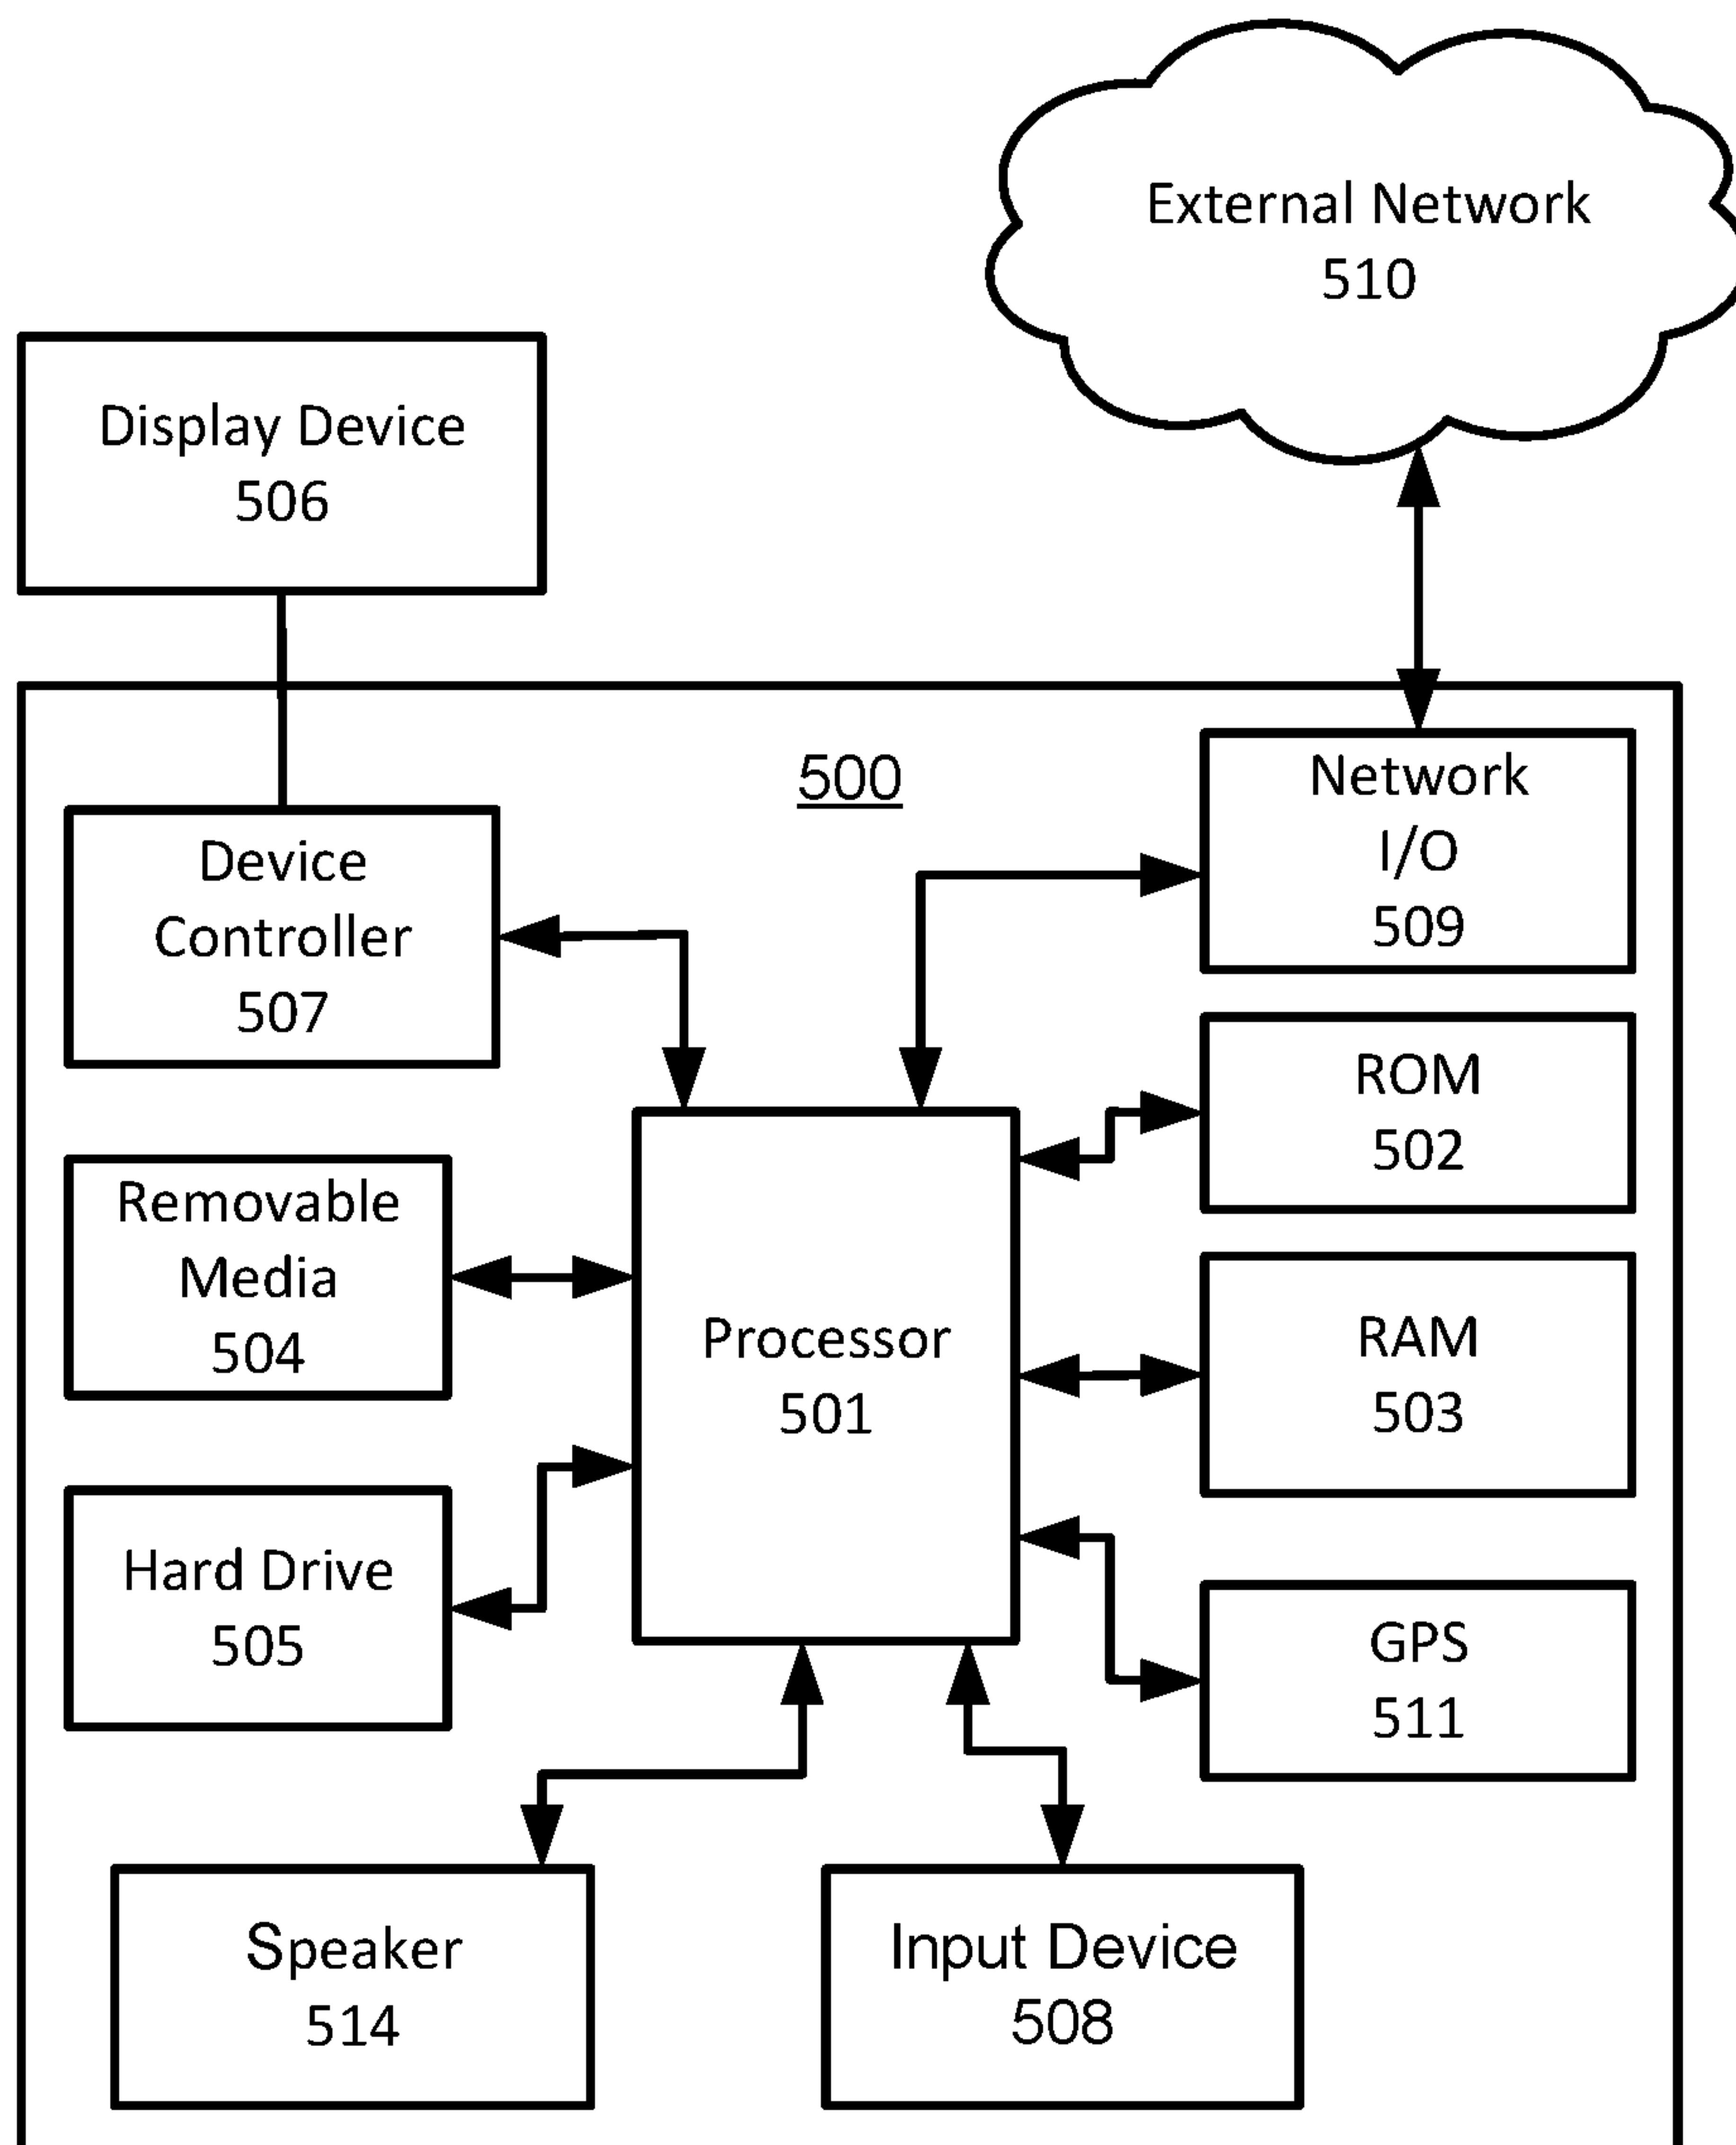 External Network
510
Display Device
506
500
Network
I/O
509
Device
Controller
507
ROM
502
Removable
Media
504
Processor
501
RAM
503
Hard Drive
505
GPS
511
Speaker
514
Input Device
508